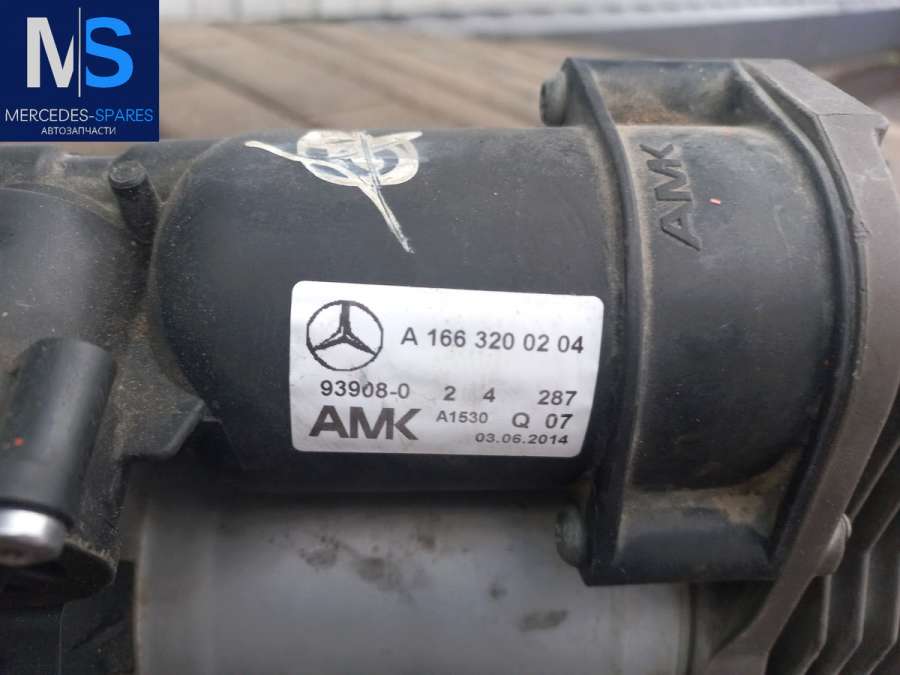 MS
MERCEDES-SPARES
АВТОЗАПЧАСТИ
AMK
A 166 320 02 04
93908-0 2 4 287
AMK A1530 Q 07
03.06.2014